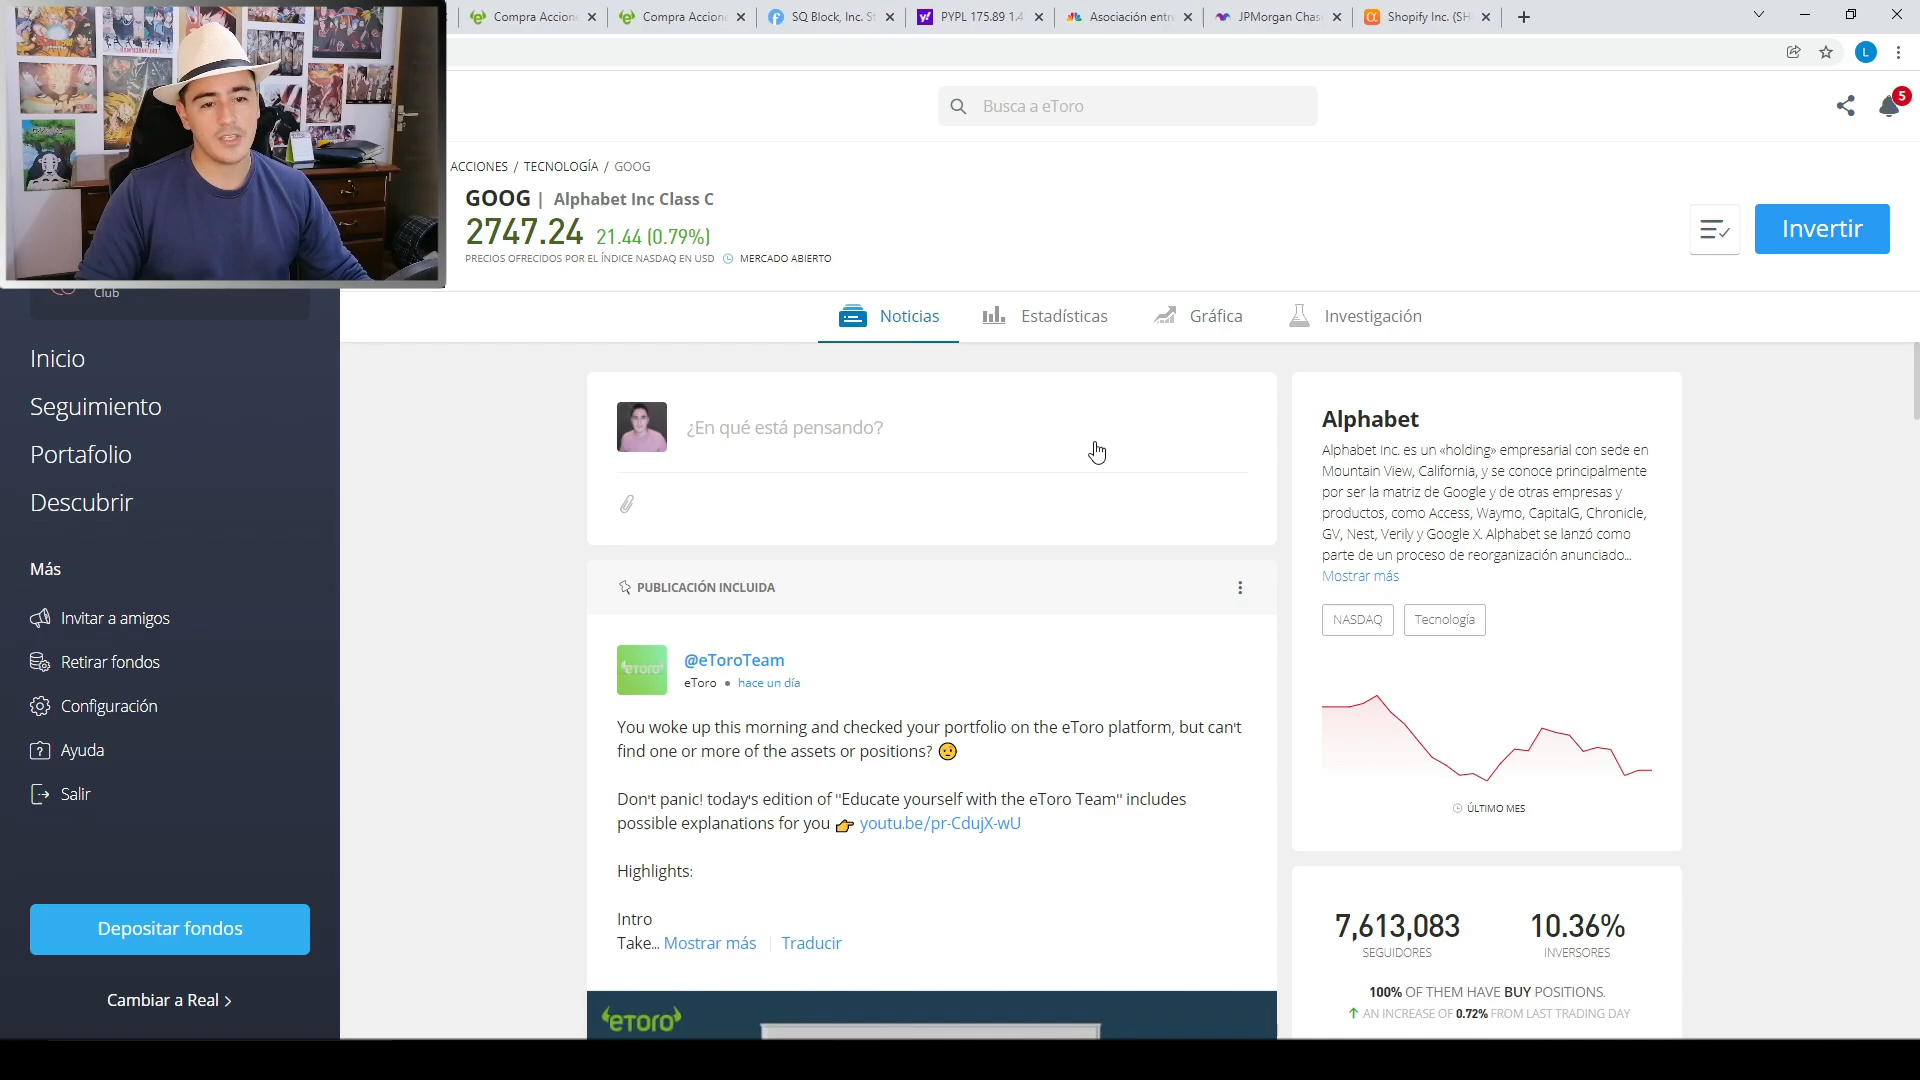 Compra Accion
Compra Accion
SQ Block, Inc. S
PYPL 175.89 1.4
Asociación entr
JPMorgan Chas
Shopify Inc. (SH
L
Busca a eToro
5
ACCIONES / TECNOLOGÍA / GOOG
GOOG | Alphabet Inc Class C
2747.24 21.44 (0.79%)
PRECIOS OFRECIDOS POR EL ÍNDICE NASDAQ EN USD MERCADO ABIERTO
Invertir
Club
Inicio
Seguimiento
Portafolio
Descubrir
Más
Invitar a amigos
Retirar fondos
Configuración
Ayuda
Salir
Depositar fondos
Cambiar a Real >
Noticias
Estadísticas
Gráfica
Investigación
¿En qué está pensando?
PUBLICACIÓN INCLUIDA
eToro
@eToroTeam
eToro • hace un día
You woke up this morning and checked your portfolio on the eToro platform, but can't
find one or more of the assets or positions? 😥
Don't panic! today's edition of "Educate yourself with the eToro Team" includes
possible explanations for you 👉 youtu.be/pr-CdujX-wU
Highlights:
Intro
Take... Mostrar más | Traducir
eToro
Alphabet
Alphabet Inc. es un «holding» empresarial con sede en
Mountain View, California, y se conoce principalmente
por ser la matriz de Google y de otras empresas y
productos, como Access, Waymo, CapitalG, Chronicle,
GV, Nest, Verily y Google X. Alphabet se lanzó como
parte de un proceso de reorganización anunciado...
Mostrar más
NASDAQ
Tecnología
ÚLTIMO MES
7,613,083
SEGUIDORES
10.36%
INVERSORES
100% OF THEM HAVE BUY POSITIONS.
AN INCREASE OF 0.72% FROM LAST TRADING DAY